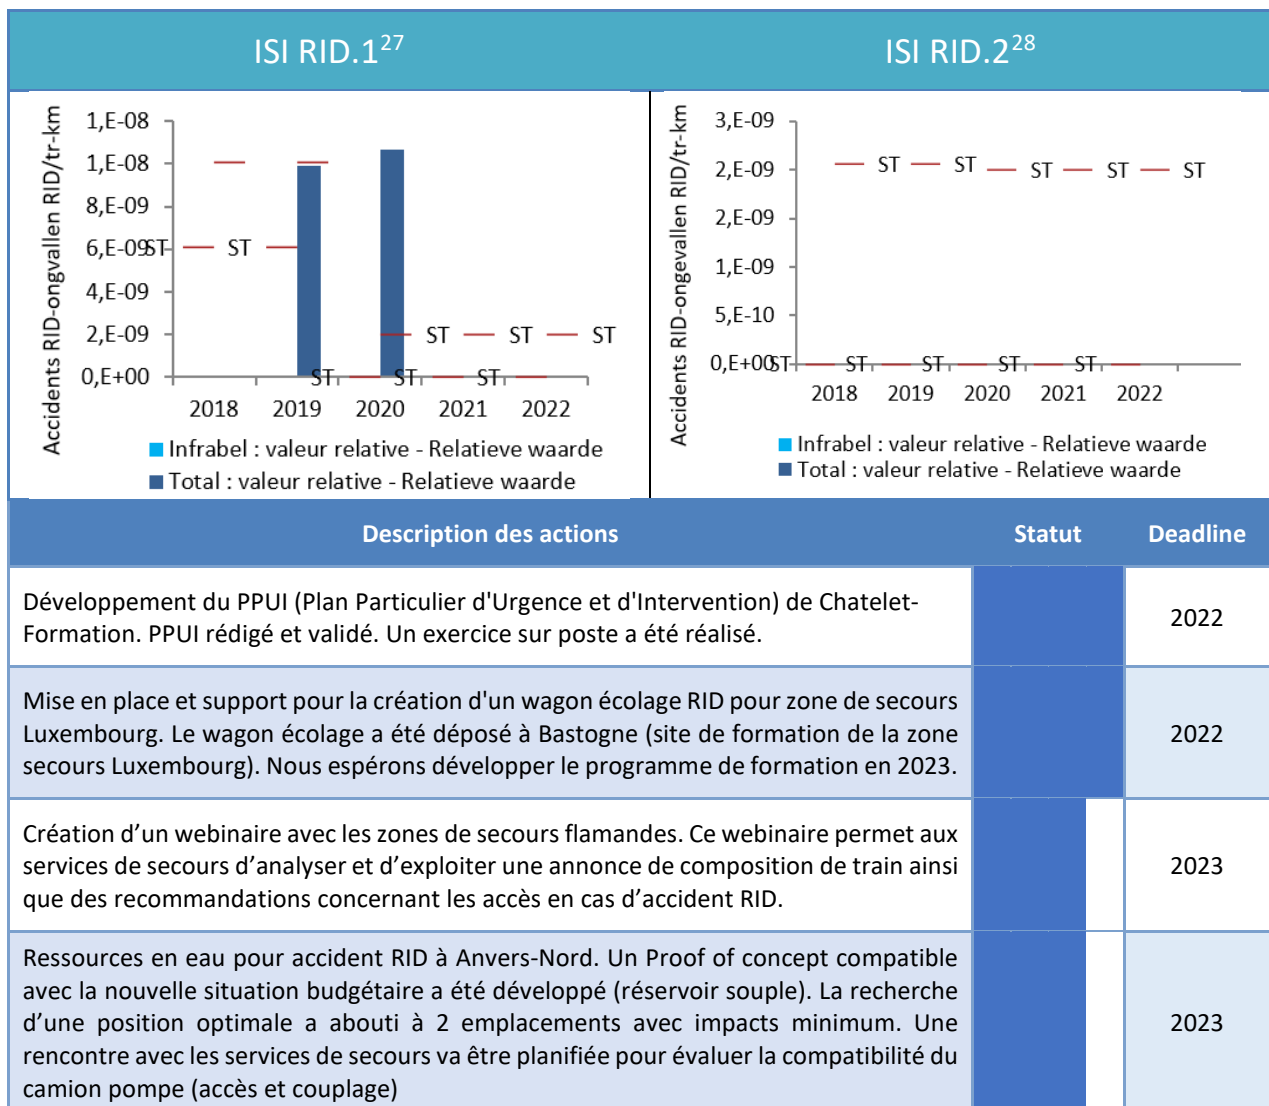 ISI RID.1²⁷
ISI RID.2²⁸
Accidents RID-ongvallen RID/tr-km
1,E-08
1,E-08
8,E-09
6,E-09
4,E-09
2,E-09
0,E+00
ST
ST
ST
ST
ST
ST
ST
ST
2018 2019 2020 2021 2022
Infrabel : valeur relative - Relatieve waarde
Total : valeur relative - Relatieve waarde
Accidents RID-ongevallen RID/tr-km
3,E-09
2,E-09
2,E-09
1,E-09
5,E-10
0,E+00
ST ST ST ST ST
ST ST ST ST ST
2018 2019 2020 2021 2022
Infrabel : valeur relative - Relatieve waarde
Total : valeur relative - Relatieve waarde
Description des actions Statut Deadline
Développement du PPUI (Plan Particulier d'Urgence et d'Intervention) de Chatelet-
Formation. PPUI rédigé et validé. Un exercice sur poste a été réalisé.
2022
Mise en place et support pour la création d'un wagon écolage RID pour zone de secours
Luxembourg. Le wagon écolage a été déposé à Bastogne (site de formation de la zone
secours Luxembourg). Nous espérons développer le programme de formation en 2023.
2022
Création d’un webinaire avec les zones de secours flamandes. Ce webinaire permet aux
services de secours d’analyser et d’exploiter une annonce de composition de train ainsi
que des recommandations concernant les accès en cas d’accident RID.
2023
Ressources en eau pour accident RID à Anvers-Nord. Un Proof of concept compatible
avec la nouvelle situation budgétaire a été développé (réservoir souple). La recherche
d’une position optimale a abouti à 2 emplacements avec impacts minimum. Une
rencontre avec les services de secours va être planifiée pour évaluer la compatibilité du
camion pompe (accès et couplage)
2023